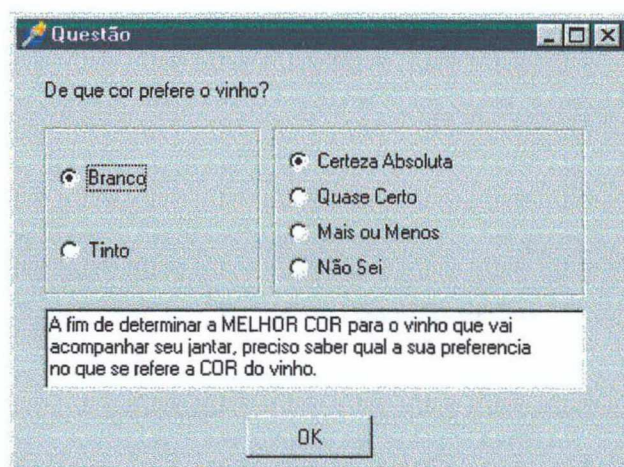 Questão
De que cor prefere o vinho?
Branco
Tinto
Certeza Absoluta
Quase Certo
Mais ou Menos
Não Sei
A fim de determinar a MELHOR COR para o vinho que vai
acompanhar seu jantar, preciso saber qual a sua preferencia
no que se refere a COR do vinho.
OK